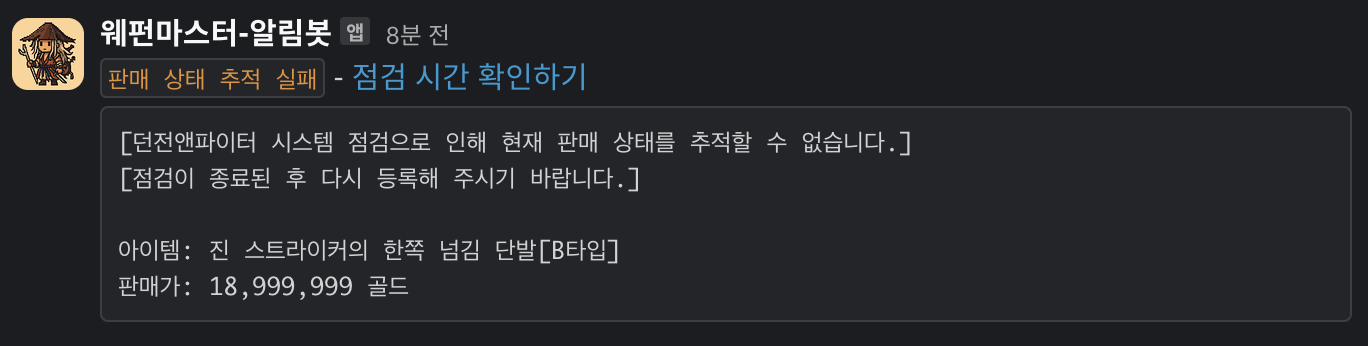 웨펀마스터-알림봇 앱 8분 전
판매 상태 추적 실패 - 점검 시간 확인하기
[던전앤파이터 시스템 점검으로 인해 현재 판매 상태를 추적할 수 없습니다.]
[점검이 종료된 후 다시 등록해 주시기 바랍니다.]
아이템: 진 스트라이커의 한쪽 넘김 단발[B타입]
판매가: 18,999,999 골드